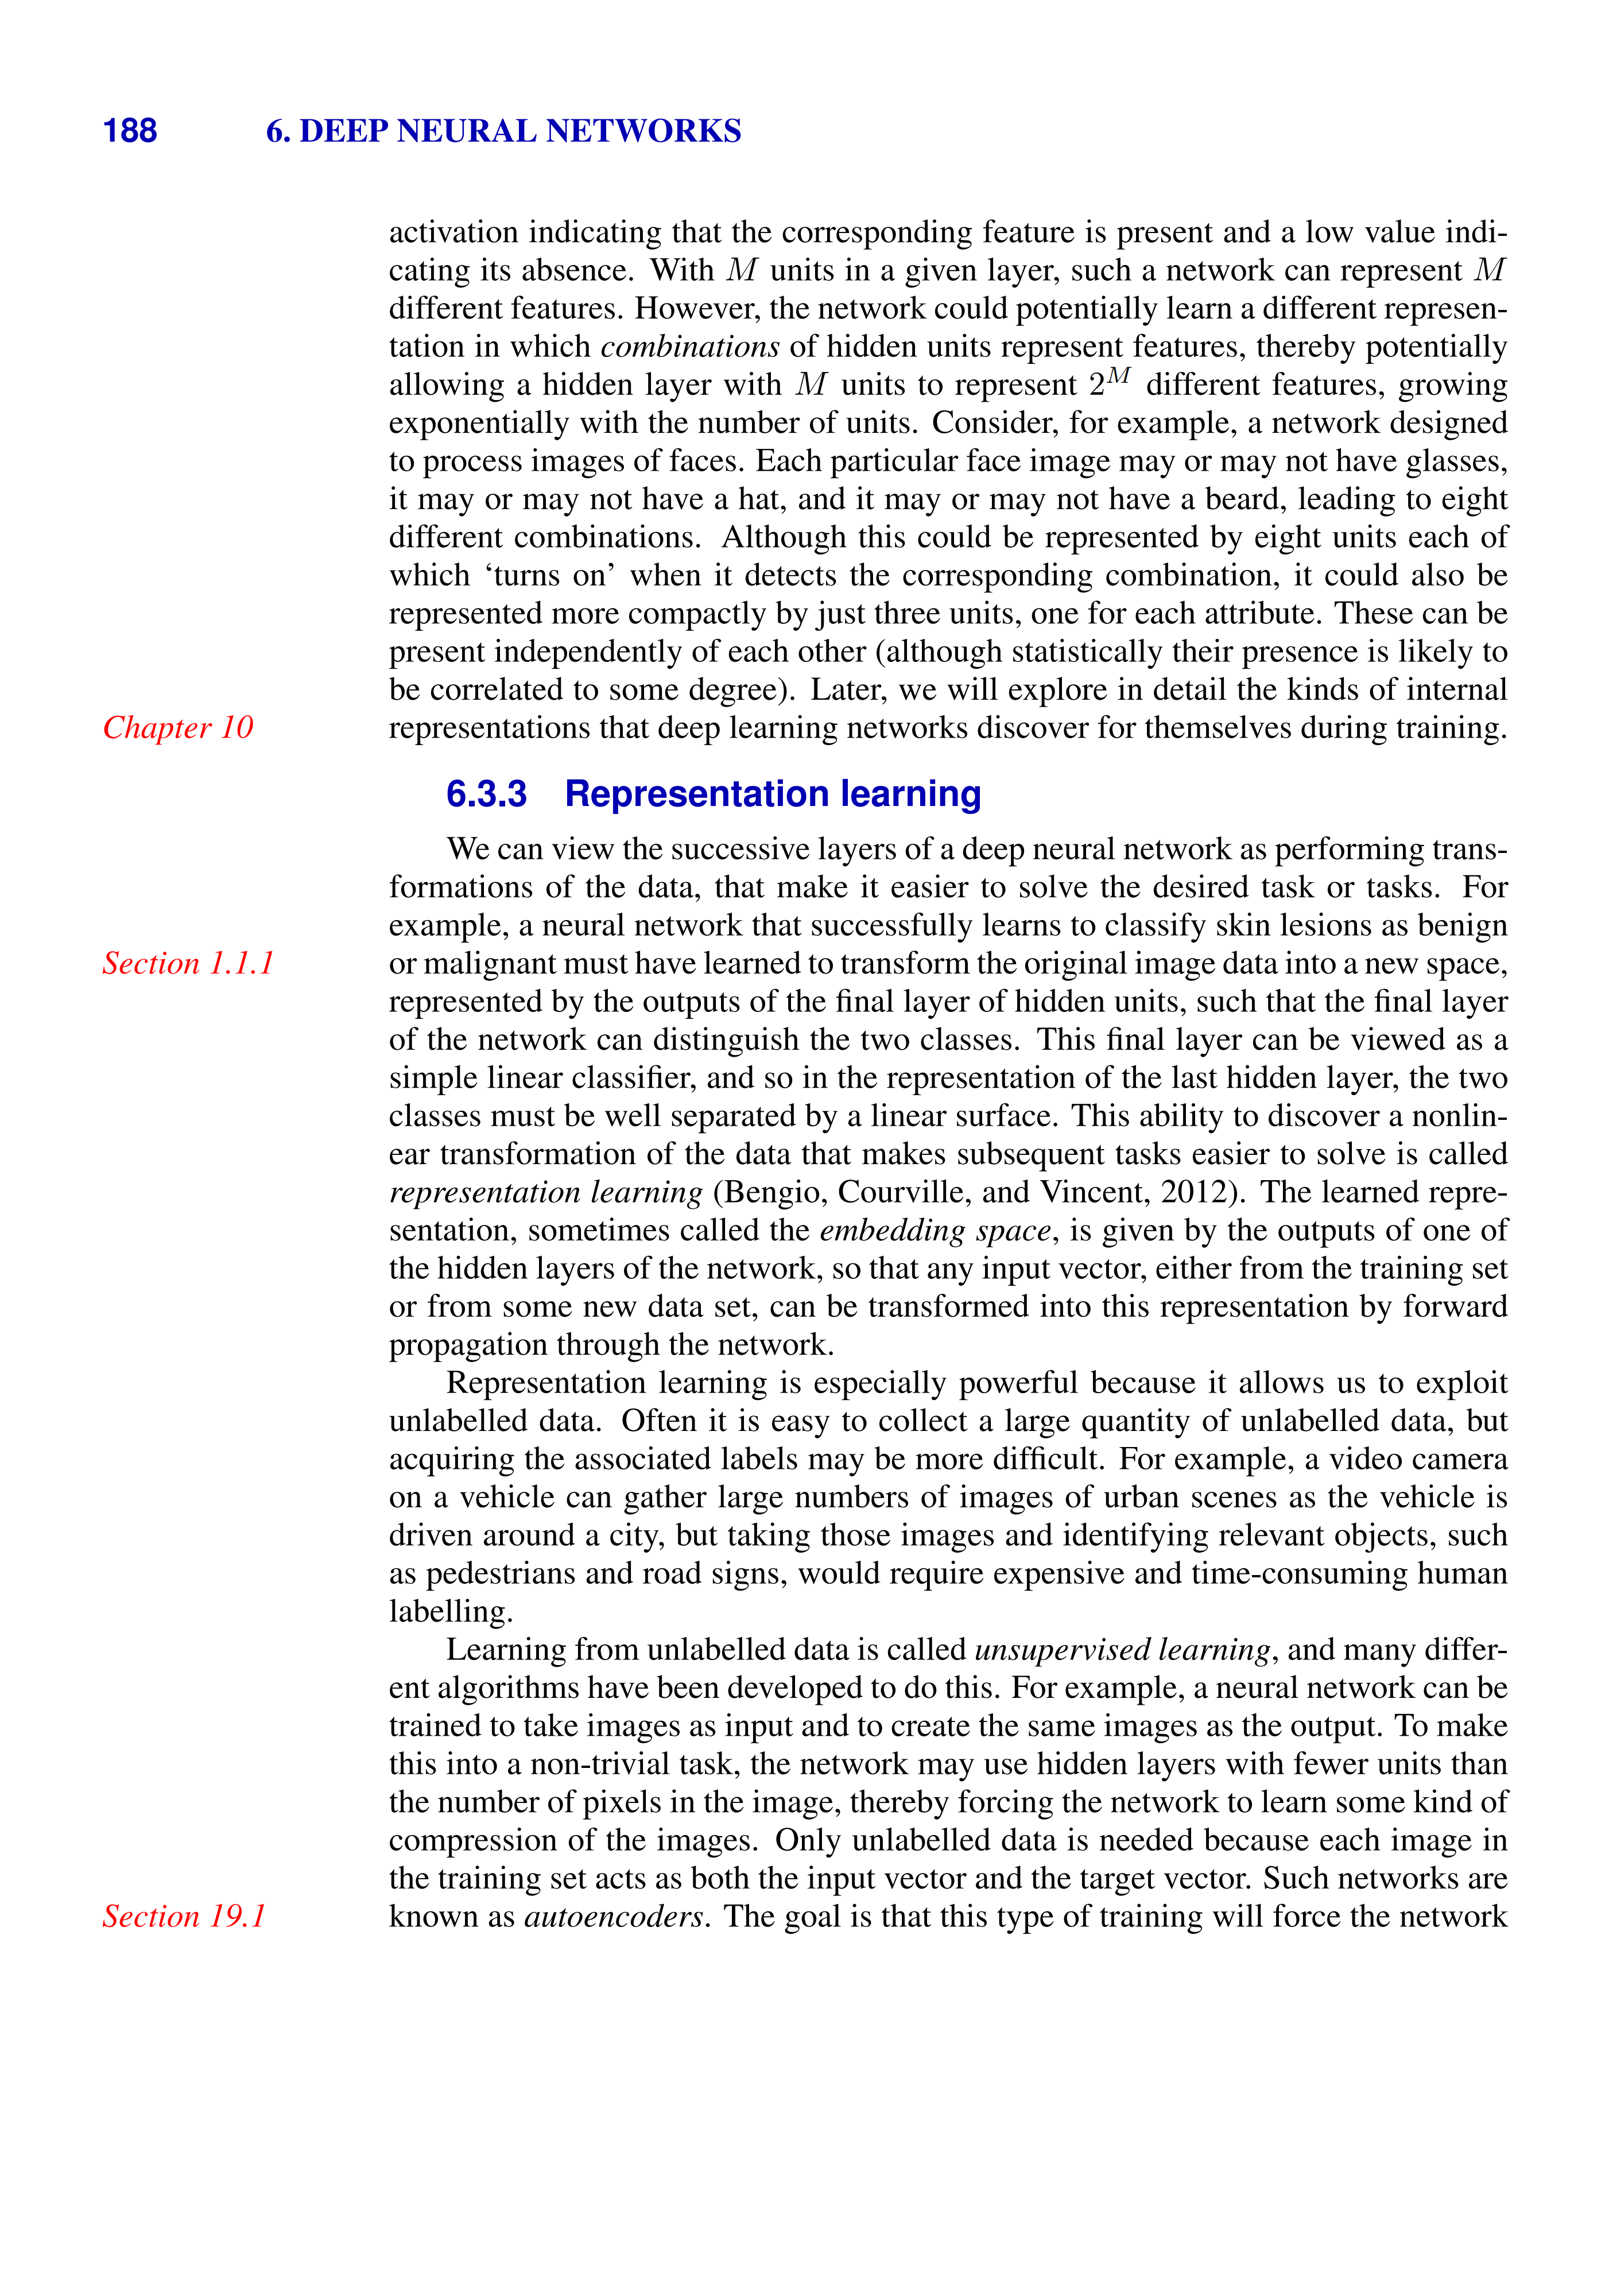 188 6. DEEP NEURAL NETWORKS
activation indicating that the corresponding feature is present and a low value indi-
cating its absence. With M units in a given layer, such a network can represent M
different features. However, the network could potentially learn a different represen-
tation in which combinations of hidden units represent features, thereby potentially
allowing a hidden layer with M units to represent 2^M different features, growing
exponentially with the number of units. Consider, for example, a network designed
to process images of faces. Each particular face image may or may not have glasses,
it may or may not have a hat, and it may or may not have a beard, leading to eight
different combinations. Although this could be represented by eight units each of
which ‘turns on’ when it detects the corresponding combination, it could also be
represented more compactly by just three units, one for each attribute. These can be
present independently of each other (although statistically their presence is likely to
be correlated to some degree). Later, we will explore in detail the kinds of internal
Chapter 10 representations that deep learning networks discover for themselves during training.
6.3.3 Representation learning
We can view the successive layers of a deep neural network as performing trans-
formations of the data, that make it easier to solve the desired task or tasks. For
example, a neural network that successfully learns to classify skin lesions as benign
Section 1.1.1 or malignant must have learned to transform the original image data into a new space,
represented by the outputs of the final layer of hidden units, such that the final layer
of the network can distinguish the two classes. This final layer can be viewed as a
simple linear classifier, and so in the representation of the last hidden layer, the two
classes must be well separated by a linear surface. This ability to discover a nonlin-
ear transformation of the data that makes subsequent tasks easier to solve is called
representation learning (Bengio, Courville, and Vincent, 2012). The learned repre-
sentation, sometimes called the embedding space, is given by the outputs of one of
the hidden layers of the network, so that any input vector, either from the training set
or from some new data set, can be transformed into this representation by forward
propagation through the network.
Representation learning is especially powerful because it allows us to exploit
unlabelled data. Often it is easy to collect a large quantity of unlabelled data, but
acquiring the associated labels may be more difficult. For example, a video camera
on a vehicle can gather large numbers of images of urban scenes as the vehicle is
driven around a city, but taking those images and identifying relevant objects, such
as pedestrians and road signs, would require expensive and time-consuming human
labelling.
Learning from unlabelled data is called unsupervised learning, and many differ-
ent algorithms have been developed to do this. For example, a neural network can be
trained to take images as input and to create the same images as the output. To make
this into a non-trivial task, the network may use hidden layers with fewer units than
the number of pixels in the image, thereby forcing the network to learn some kind of
compression of the images. Only unlabelled data is needed because each image in
the training set acts as both the input vector and the target vector. Such networks are
Section 19.1 known as autoencoders. The goal is that this type of training will force the network